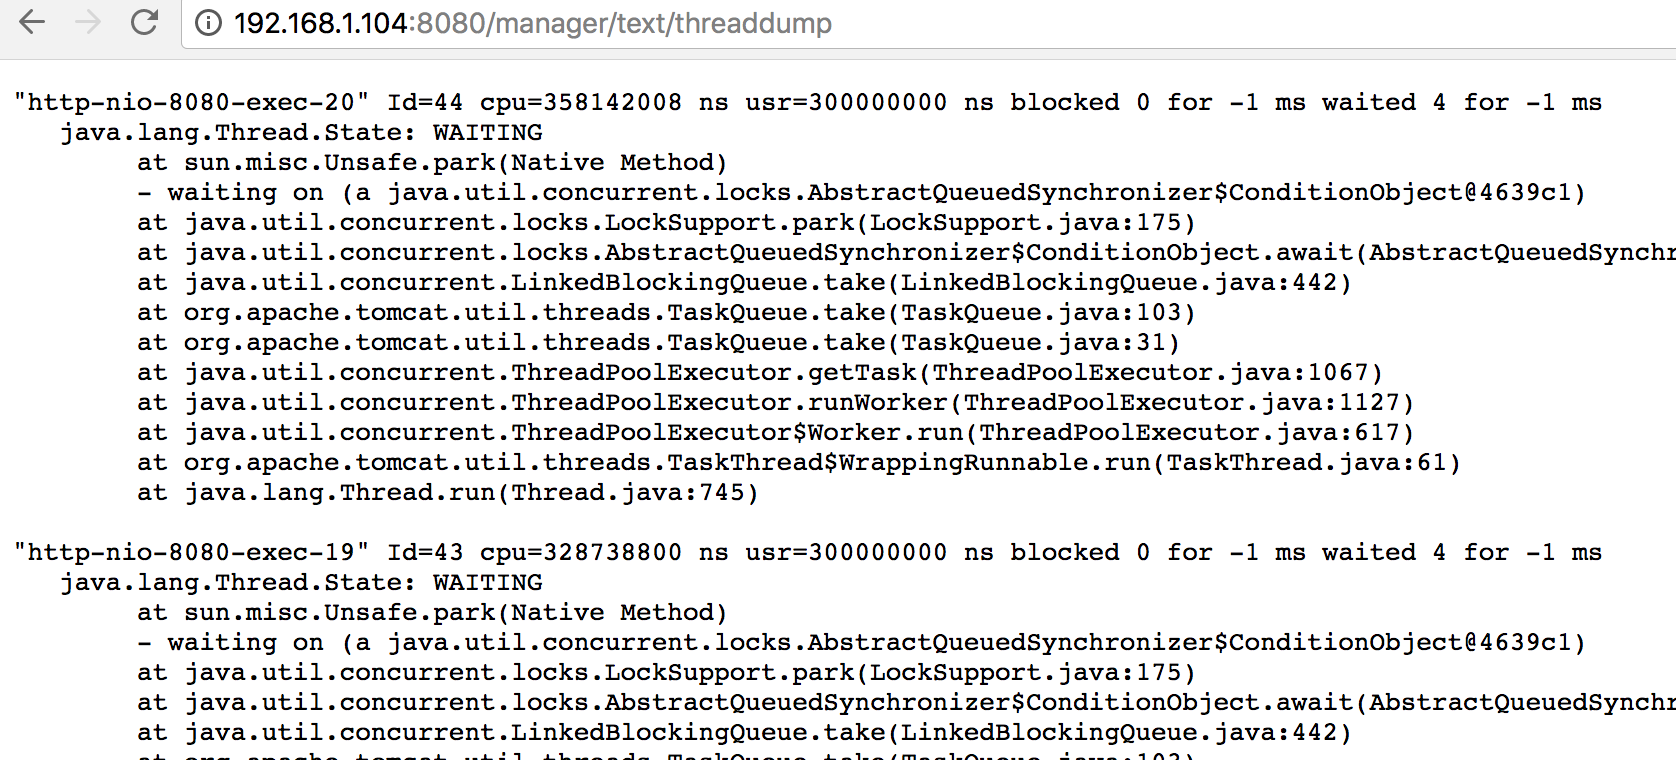 192.168.1.104:8080/manager/text/threaddump
"http-nio-8080-exec-20" Id=44 cpu=358142008 ns usr=300000000 ns blocked 0 for -1 ms waited 4 for -1 ms
java.lang.Thread.State: WAITING
at sun.misc.Unsafe.park(Native Method)
- waiting on (a java.util.concurrent.locks.AbstractQueuedSynchronizer$ConditionObject@4639c1)
at java.util.concurrent.locks.LockSupport.park(LockSupport.java:175)
at java.util.concurrent.locks.AbstractQueuedSynchronizer$ConditionObject.await(AbstractQueuedSynchr
at java.util.concurrent.LinkedBlockingQueue.take(LinkedBlockingQueue.java:442)
at org.apache.tomcat.util.threads.TaskQueue.take(TaskQueue.java:103)
at org.apache.tomcat.util.threads.TaskQueue.take(TaskQueue.java:31)
at java.util.concurrent.ThreadPoolExecutor.getTask(ThreadPoolExecutor.java:1067)
at java.util.concurrent.ThreadPoolExecutor.runWorker(ThreadPoolExecutor.java:1127)
at java.util.concurrent.ThreadPoolExecutor$Worker.run(ThreadPoolExecutor.java:617)
at org.apache.tomcat.util.threads.TaskThread$WrappingRunnable.run(TaskThread.java:61)
at java.lang.Thread.run(Thread.java:745)
"http-nio-8080-exec-19" Id=43 cpu=328738800 ns usr=300000000 ns blocked 0 for -1 ms waited 4 for -1 ms
java.lang.Thread.State: WAITING
at sun.misc.Unsafe.park(Native Method)
- waiting on (a java.util.concurrent.locks.AbstractQueuedSynchronizer$ConditionObject@4639c1)
at java.util.concurrent.locks.LockSupport.park(LockSupport.java:175)
at java.util.concurrent.locks.AbstractQueuedSynchronizer$ConditionObject.await(AbstractQueuedSynchr
at java.util.concurrent.LinkedBlockingQueue.take(LinkedBlockingQueue.java:442)
at org.apache.tomcat.util.threads.TaskQueue.take(TaskQueue.java:103)